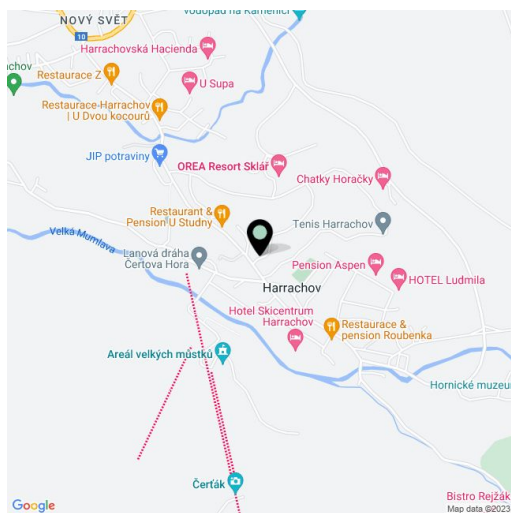 vodopád na Kamenici
NOVÝ SVĚT
10
Harrachovská Hacienda
Restaurace Z
U Supa
Restaurace Harrachov
| U Dvou kocourů
JIP potraviny
OREA Resort Sklář
Chatky Horačky
Restaurant &
Pension U Studny
Tenis Harrachov
Velká Mumlava
Lanová dráha
Čertova Hora
Pension Aspen
HOTEL Ludmila
Harrachov
Hotel Skicentrum
Harrachov
Restaurace &
pension Roubenka
Areál velkých můstků
Hornické muzeu
Čerťák
Bistro Rejžák
Google
Map data ©2023